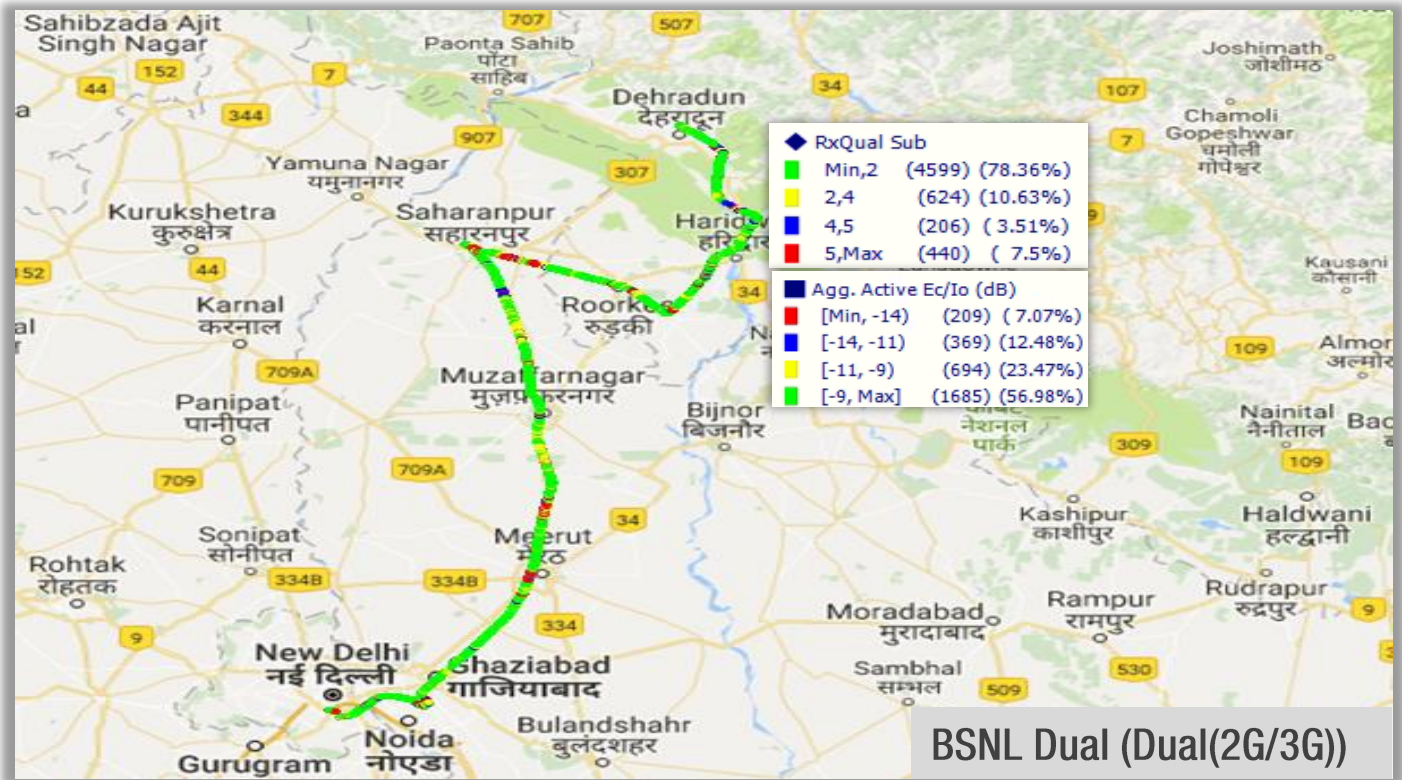 Sahibzada Ajit
Singh Nagar
707
507
Paonta Sahib
पोंटा
साहिब
Joshimath
जोशीमठ
152
7
44
34
107
Dehradun
देहरादून
a
344
Chamoli
Gopeshwar
चमोली
गोपेश्वर
907
7
RxQual Sub
Min,2 (4599) (78.36%)
2,4 (624) (10.63%)
4,5 (206) ( 3.51%)
5,Max (440) ( 7.5%)
Yamuna Nagar
यमुनानगर
307
Kurukshetra
कुरुक्षेत्र
Saharanpur
सहारनपुर
9
52
44
Kausani
कौसानी
Agg. Active Ec/Io (dB)
[Min, -14) (209) ( 7.07%)
[-14, -11) (369) (12.48%)
[-11, -9) (694) (23.47%)
[-9, Max] (1685) (56.98%)
34
Karnal
करनाल
रुड़की
al
109
709A
Muzaffarnagar
Panipat
पानीपत
Bijnor
बिजनौर
नेशनल
पार्क
Nainital
नैनीताल
309
109
709
709A
34
Kashipur
काशीपुर
Haldwani
हल्द्वानी
Sonipat
सोनीपत
Meerut
Rohtak
रोहतक
334B
334B
Rudrapur
रुद्रपुर
9
Moradabad
मुरादाबाद
Rampur
रामपुर
334
9
New Delhi
नई दिल्ली
Ghaziabad
गाजियाबाद
Sambhal
सम्भल
530
509
Bulandshahr
बुलंदशहर
Noida
नोएडा
Gurugram
BSNL Dual (Dual(2G/3G))